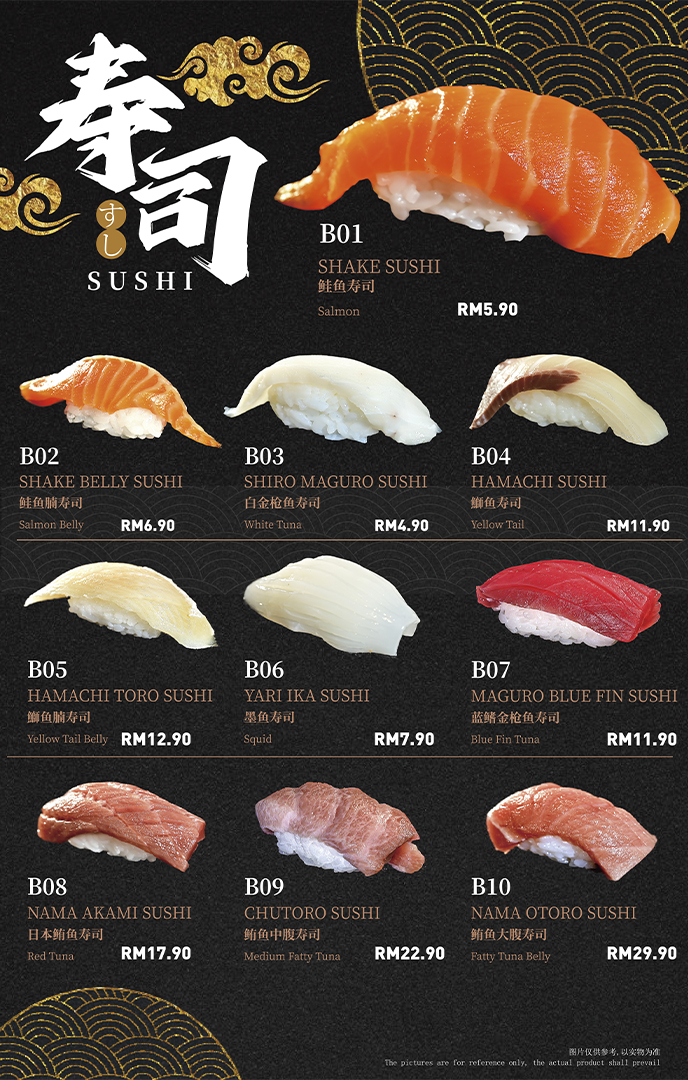 寿司
すし
SUSHI
B01
SHAKE SUSHI
鲑鱼寿司
Salmon RM5.90
B02
SHAKE BELLY SUSHI
鲑鱼腩寿司
Salmon Belly RM6.90
B03
SHIRO MAGURO SUSHI
白金枪鱼寿司
White Tuna RM4.90
B04
HAMACHI SUSHI
鰤鱼寿司
Yellow Tail RM11.90
B05
HAMACHI TORO SUSHI
鰤鱼腩寿司
Yellow Tail Belly RM12.90
B06
YARI IKA SUSHI
墨鱼寿司
Squid RM7.90
B07
MAGURO BLUE FIN SUSHI
蓝鳍金枪鱼寿司
Blue Fin Tuna RM11.90
B08
NAMA AKAMI SUSHI
日本鲔鱼寿司
Red Tuna RM17.90
B09
CHUTORO SUSHI
鲔鱼中腹寿司
Medium Fatty Tuna RM22.90
B10
NAMA OTORO SUSHI
鲔鱼大腹寿司
Fatty Tuna Belly RM29.90
图片仅供参考, 以实物为准
The pictures are for reference only, the actual product shall prevail